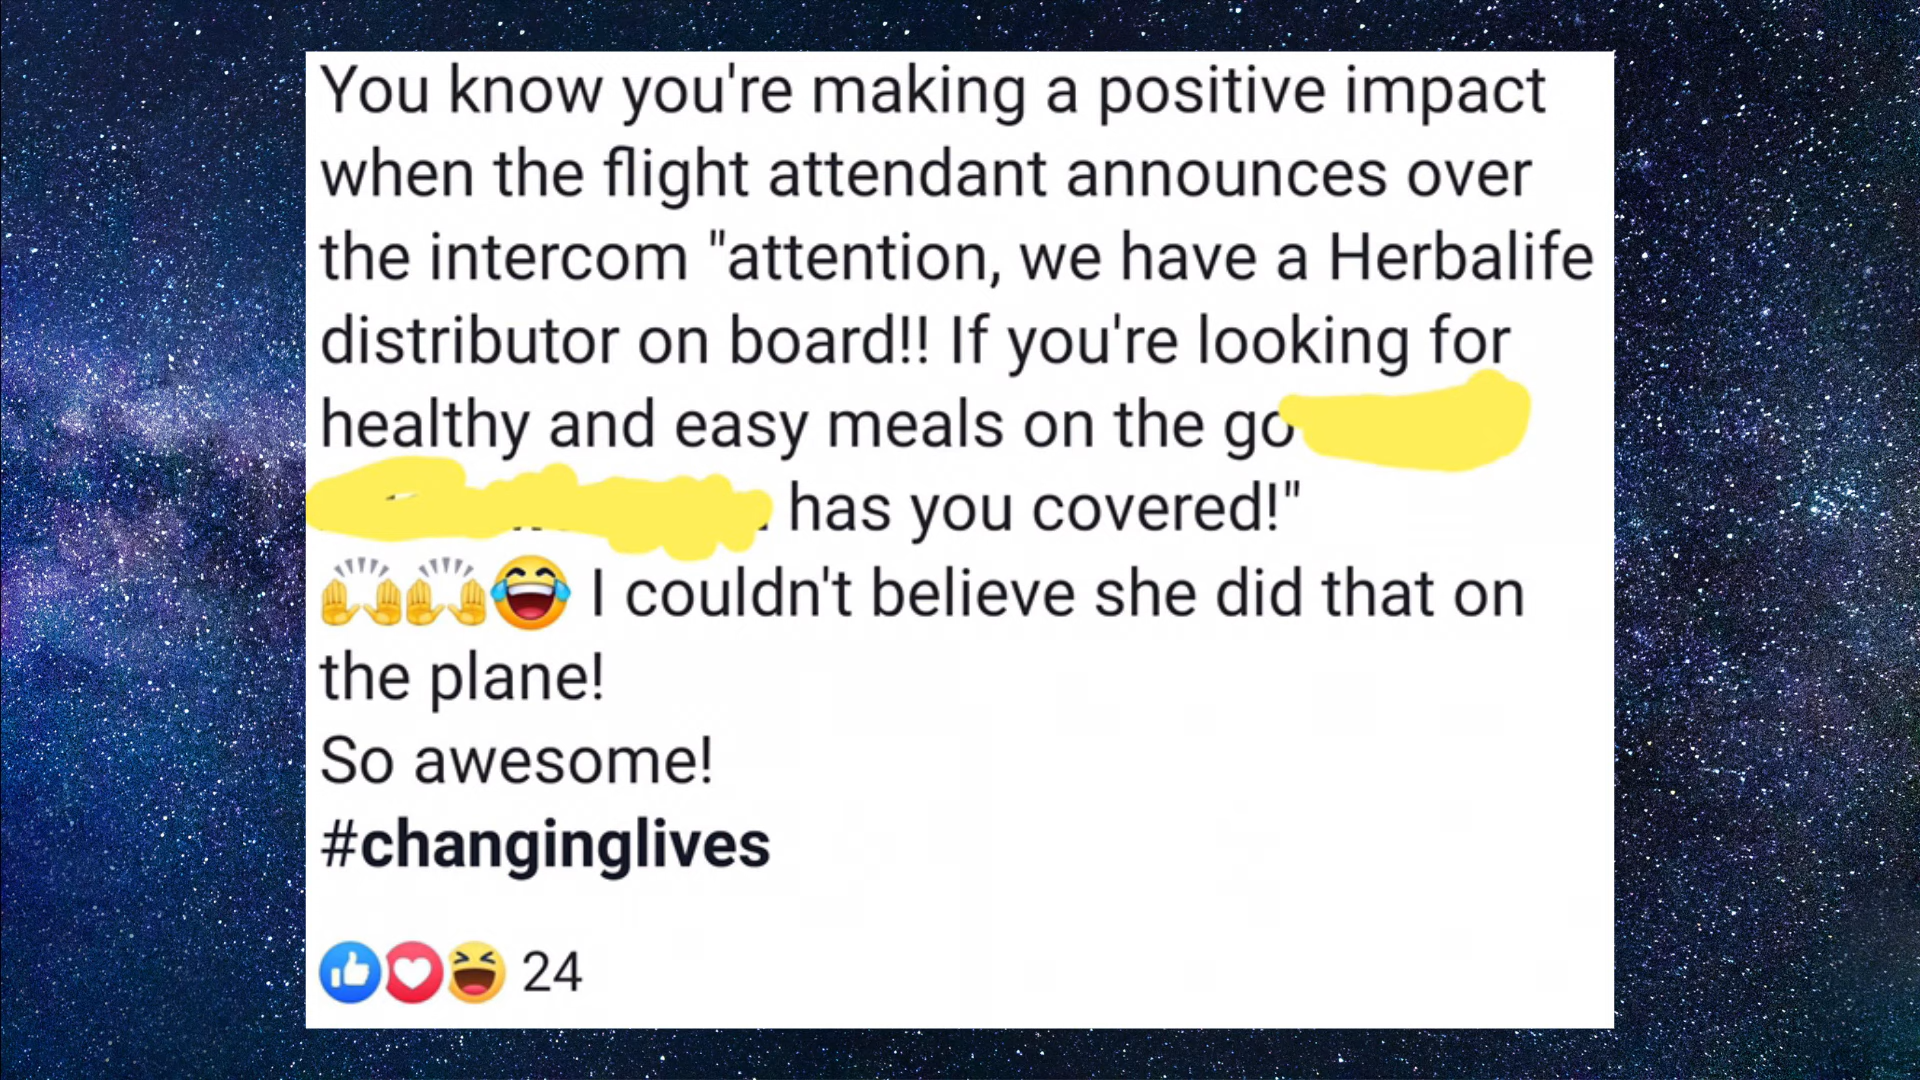 You know you're making a positive impact
when the flight attendant announces over
the intercom "attention, we have a Herbalife
distributor on board!! If you're looking for
healthy and easy meals on the go
has you covered!"
🙌🙌😂 I couldn't believe she did that on
the plane!
So awesome!
#changinglives
24